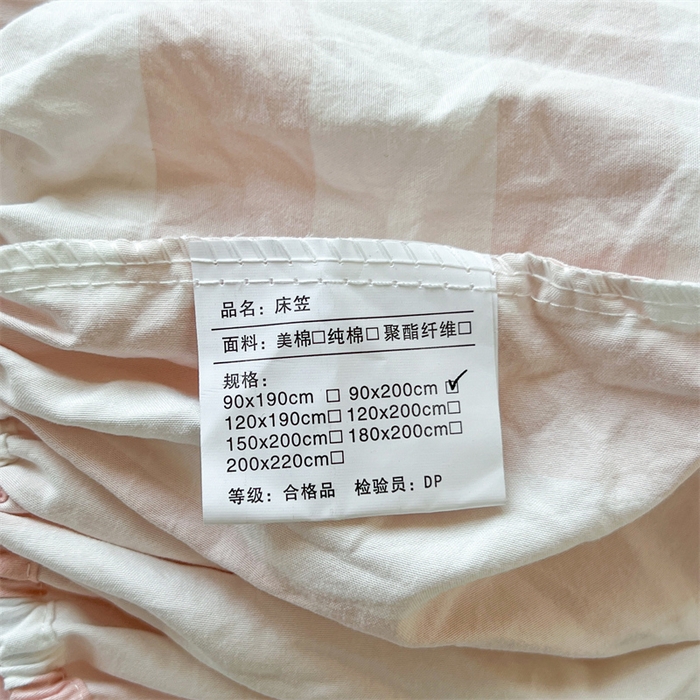 品名：床笠
面料：美棉□纯棉□ 聚酯纤维□
规格：
90x190cm □ 90x200cm ☑
120x190cm□ 120x200cm□
150x200cm□ 180x200cm□
200x220cm□
等级：合格品 检验员：DP